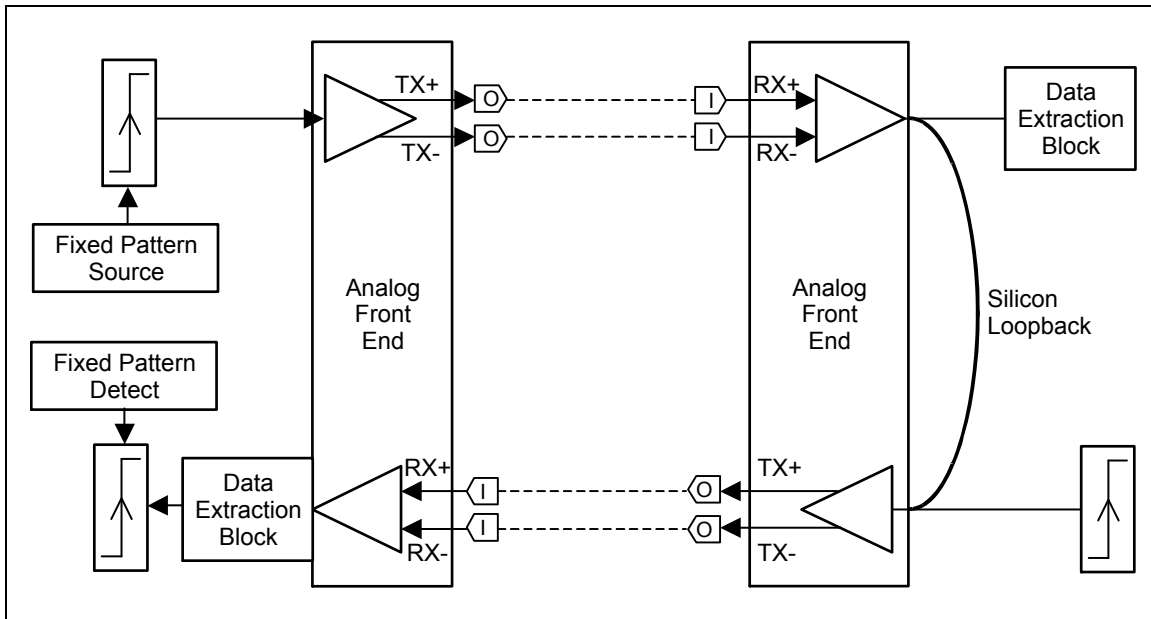 TX+
O
I
RX+
Data
Extraction
Block
TX-
O
I
RX-
Fixed Pattern
Source
Analog
Front
End
Analog
Front
End
Silicon
Loopback
Fixed Pattern
Detect
Data
Extraction
Block
RX+
I
O
TX+
RX-
I
O
TX-